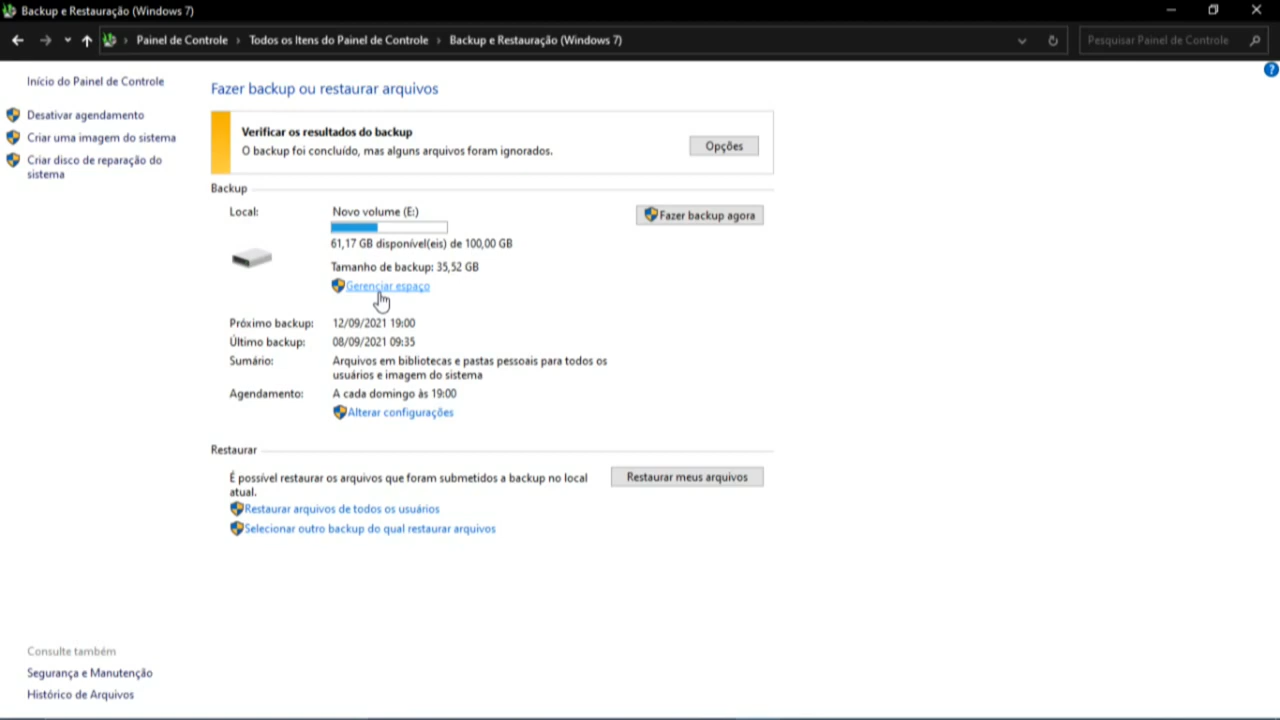 Backup e Restauração (Windows 7)
Painel de Controle › Todos os Itens do Painel de Controle › Backup e Restauração (Windows 7)
Pesquisar Painel de Controle
?
Início do Painel de Controle
Desativar agendamento
Criar uma imagem do sistema
Criar disco de reparação do
sistema
Fazer backup ou restaurar arquivos
Verificar os resultados do backup
O backup foi concluído, mas alguns arquivos foram ignorados.
Opções
Backup
Local: Novo volume (E:)
Fazer backup agora
61,17 GB disponível(eis) de 100,00 GB
Tamanho de backup: 35,52 GB
Gerenciar espaço
Próximo backup: 12/09/2021 19:00
Último backup: 08/09/2021 09:35
Sumário: Arquivos em bibliotecas e pastas pessoais para todos os
usuários e imagem do sistema
Agendamento: A cada domingo às 19:00
Alterar configurações
Restaurar
É possível restaurar os arquivos que foram submetidos a backup no local
atual.
Restaurar meus arquivos
Restaurar arquivos de todos os usuários
Selecionar outro backup do qual restaurar arquivos
Consulte também
Segurança e Manutenção
Histórico de Arquivos